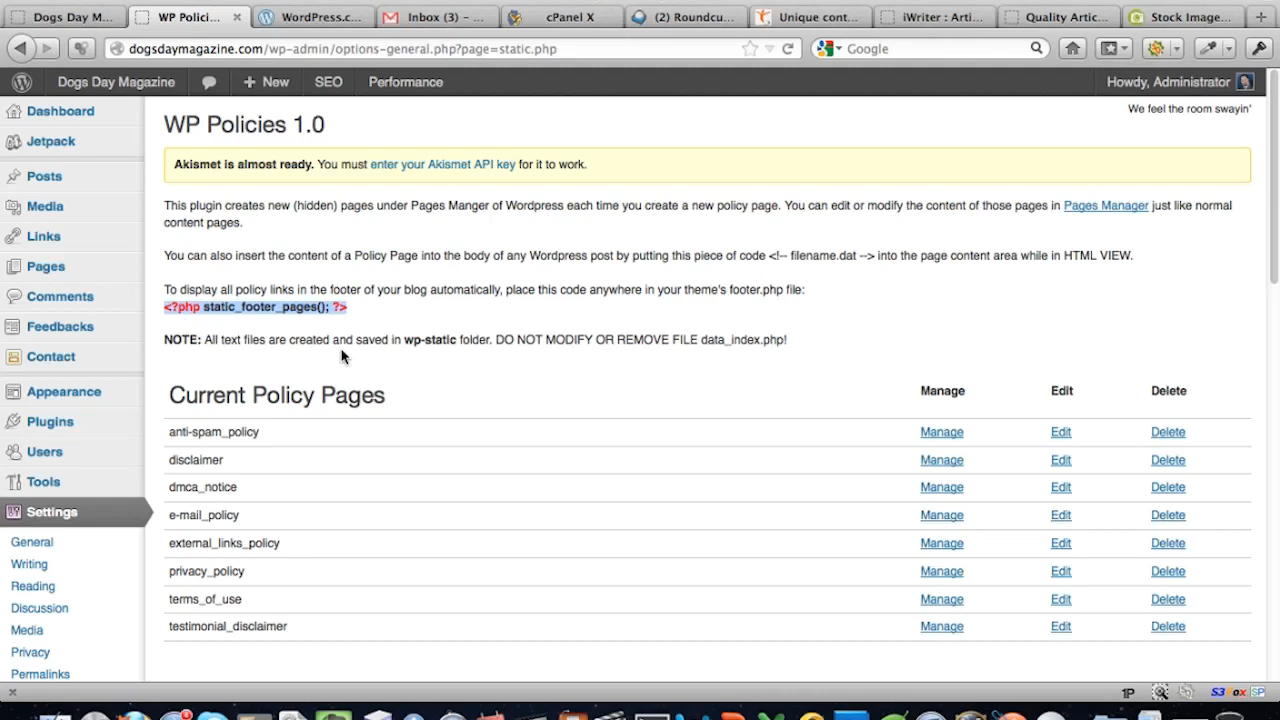 Dogs Day M...
WP Polici...
WordPress.c...
Inbox (3) – ...
cPanel X
(2) Roundcu...
Unique cont...
iWriter : Arti...
Quality Artic...
Stock Image...
dogsdaymagazine.com/wp-admin/options-general.php?page=static.php
Google
Dogs Day Magazine
+ New
SEO
Performance
Howdy, Administrator
We feel the room swayin'
Dashboard
Jetpack
Posts
Media
Links
Pages
Comments
Feedbacks
Contact
Appearance
Plugins
Users
Tools
Settings
General
Writing
Reading
Discussion
Media
Privacy
Permalinks
WP Policies 1.0
Akismet is almost ready. You must enter your Akismet API key for it to work.
This plugin creates new (hidden) pages under Pages Manger of Wordpress each time you create a new policy page. You can edit or modify the content of those pages in Pages Manager just like normal
content pages.
You can also insert the content of a Policy Page into the body of any Wordpress post by putting this piece of code <!-- filename.dat --> into the page content area while in HTML VIEW.
To display all policy links in the footer of your blog automatically, place this code anywhere in your theme's footer.php file:
<?php static_footer_pages(); ?>
NOTE: All text files are created and saved in wp-static folder. DO NOT MODIFY OR REMOVE FILE data_index.php!
Current Policy Pages Manage Edit Delete
anti-spam_policy Manage Edit Delete
disclaimer Manage Edit Delete
dmca_notice Manage Edit Delete
e-mail_policy Manage Edit Delete
external_links_policy Manage Edit Delete
privacy_policy Manage Edit Delete
terms_of_use Manage Edit Delete
testimonial_disclaimer Manage Edit Delete
1P
S3Fox
SP